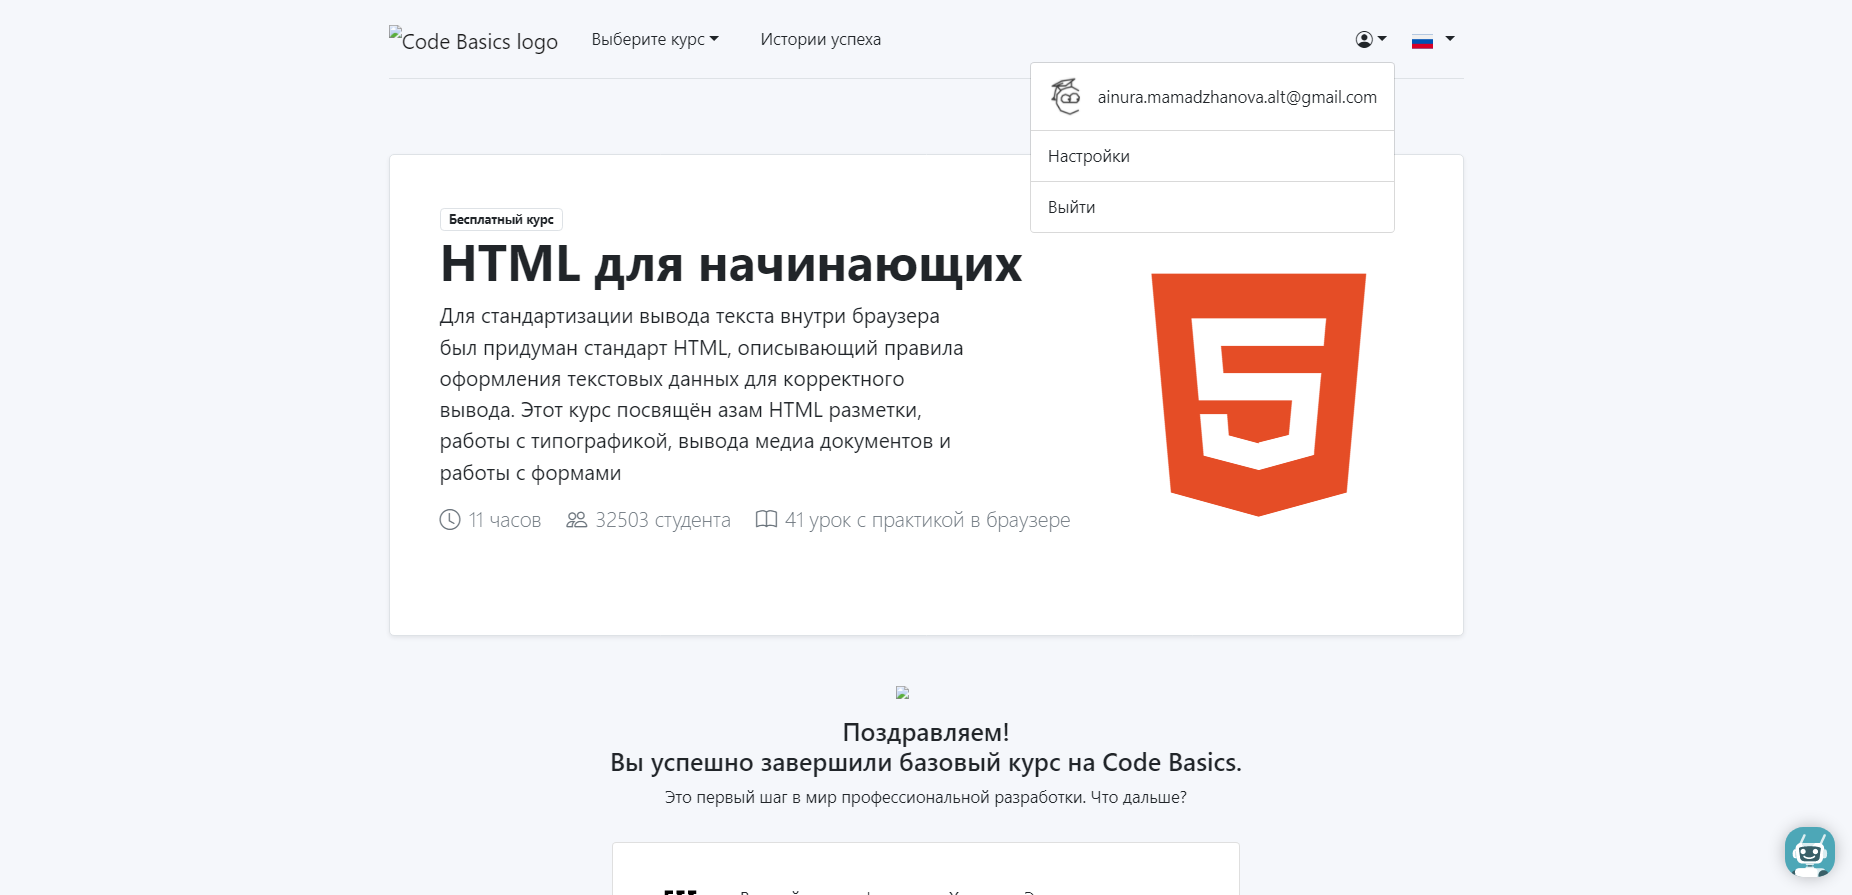 Code Basics logo
Выберите курс
Истории успеха
ainura.mamadzhanova.alt@gmail.com
Настройки
Выйти
Бесплатный курс
HTML для начинающих
Для стандартизации вывода текста внутри браузера
был придуман стандарт HTML, описывающий правила
оформления текстовых данных для корректного
вывода. Этот курс посвящён азам HTML разметки,
работы с типографикой, вывода медиа документов и
работы с формами
11 часов
32503 студента
41 урок с практикой в браузере
Поздравляем!
Вы успешно завершили базовый курс на Code Basics.
Это первый шаг в мир профессиональной разработки. Что дальше?